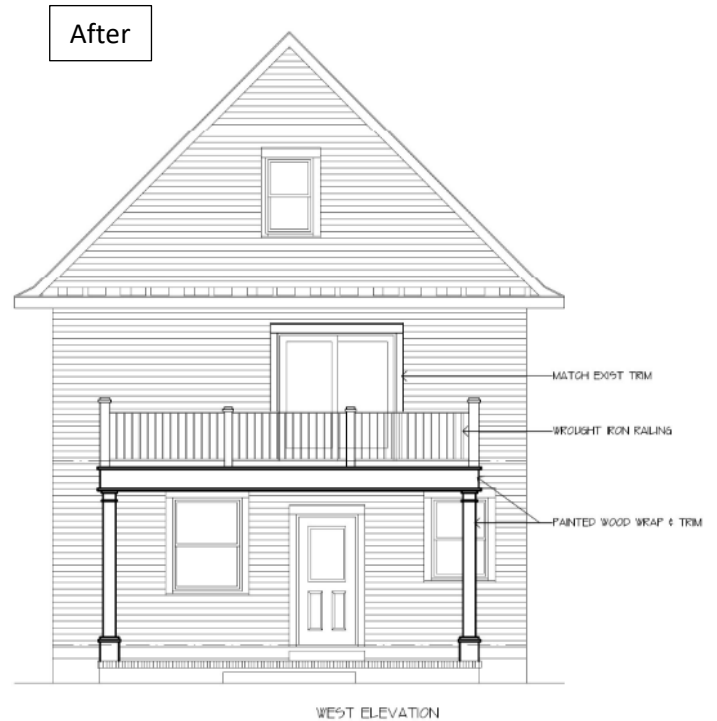 After
MATCH EXIST TRIM
WROUGHT IRON RAILING
PAINTED WOOD WRAP & TRIM
WEST ELEVATION